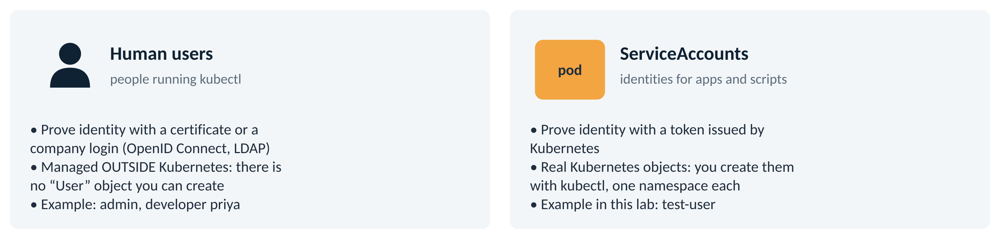 Human users
people running kubectl
• Prove identity with a certificate or a
company login (OpenID Connect, LDAP)
• Managed OUTSIDE Kubernetes: there is
no “User” object you can create
• Example: admin, developer priya
pod
ServiceAccounts
identities for apps and scripts
• Prove identity with a token issued by
Kubernetes
• Real Kubernetes objects: you create them
with kubectl, one namespace each
• Example in this lab: test-user